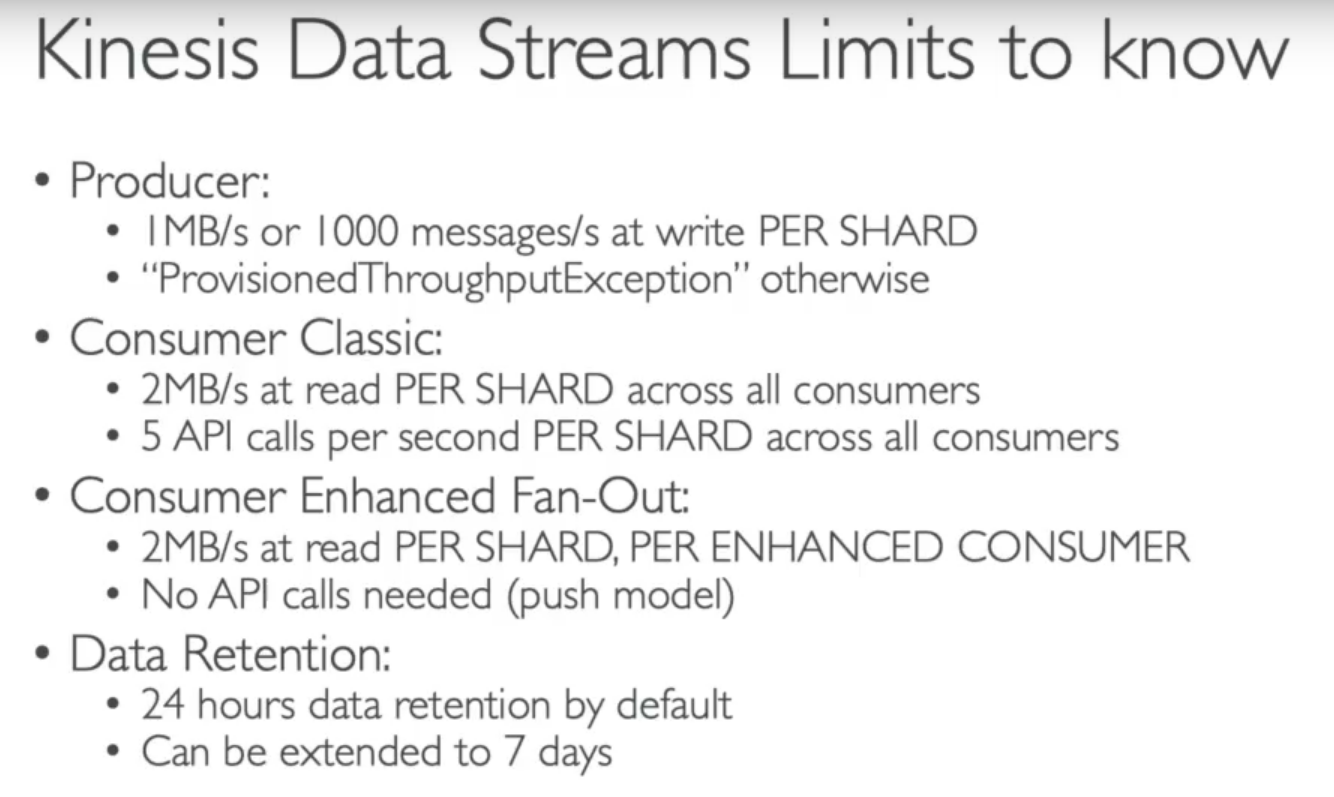 Kinesis Data Streams Limits to know
• Producer:
• 1MB/s or 1000 messages/s at write PER SHARD
• “ProvisionedThroughputException” otherwise
• Consumer Classic:
• 2MB/s at read PER SHARD across all consumers
• 5 API calls per second PER SHARD across all consumers
• Consumer Enhanced Fan-Out:
• 2MB/s at read PER SHARD, PER ENHANCED CONSUMER
• No API calls needed (push model)
• Data Retention:
• 24 hours data retention by default
• Can be extended to 7 days